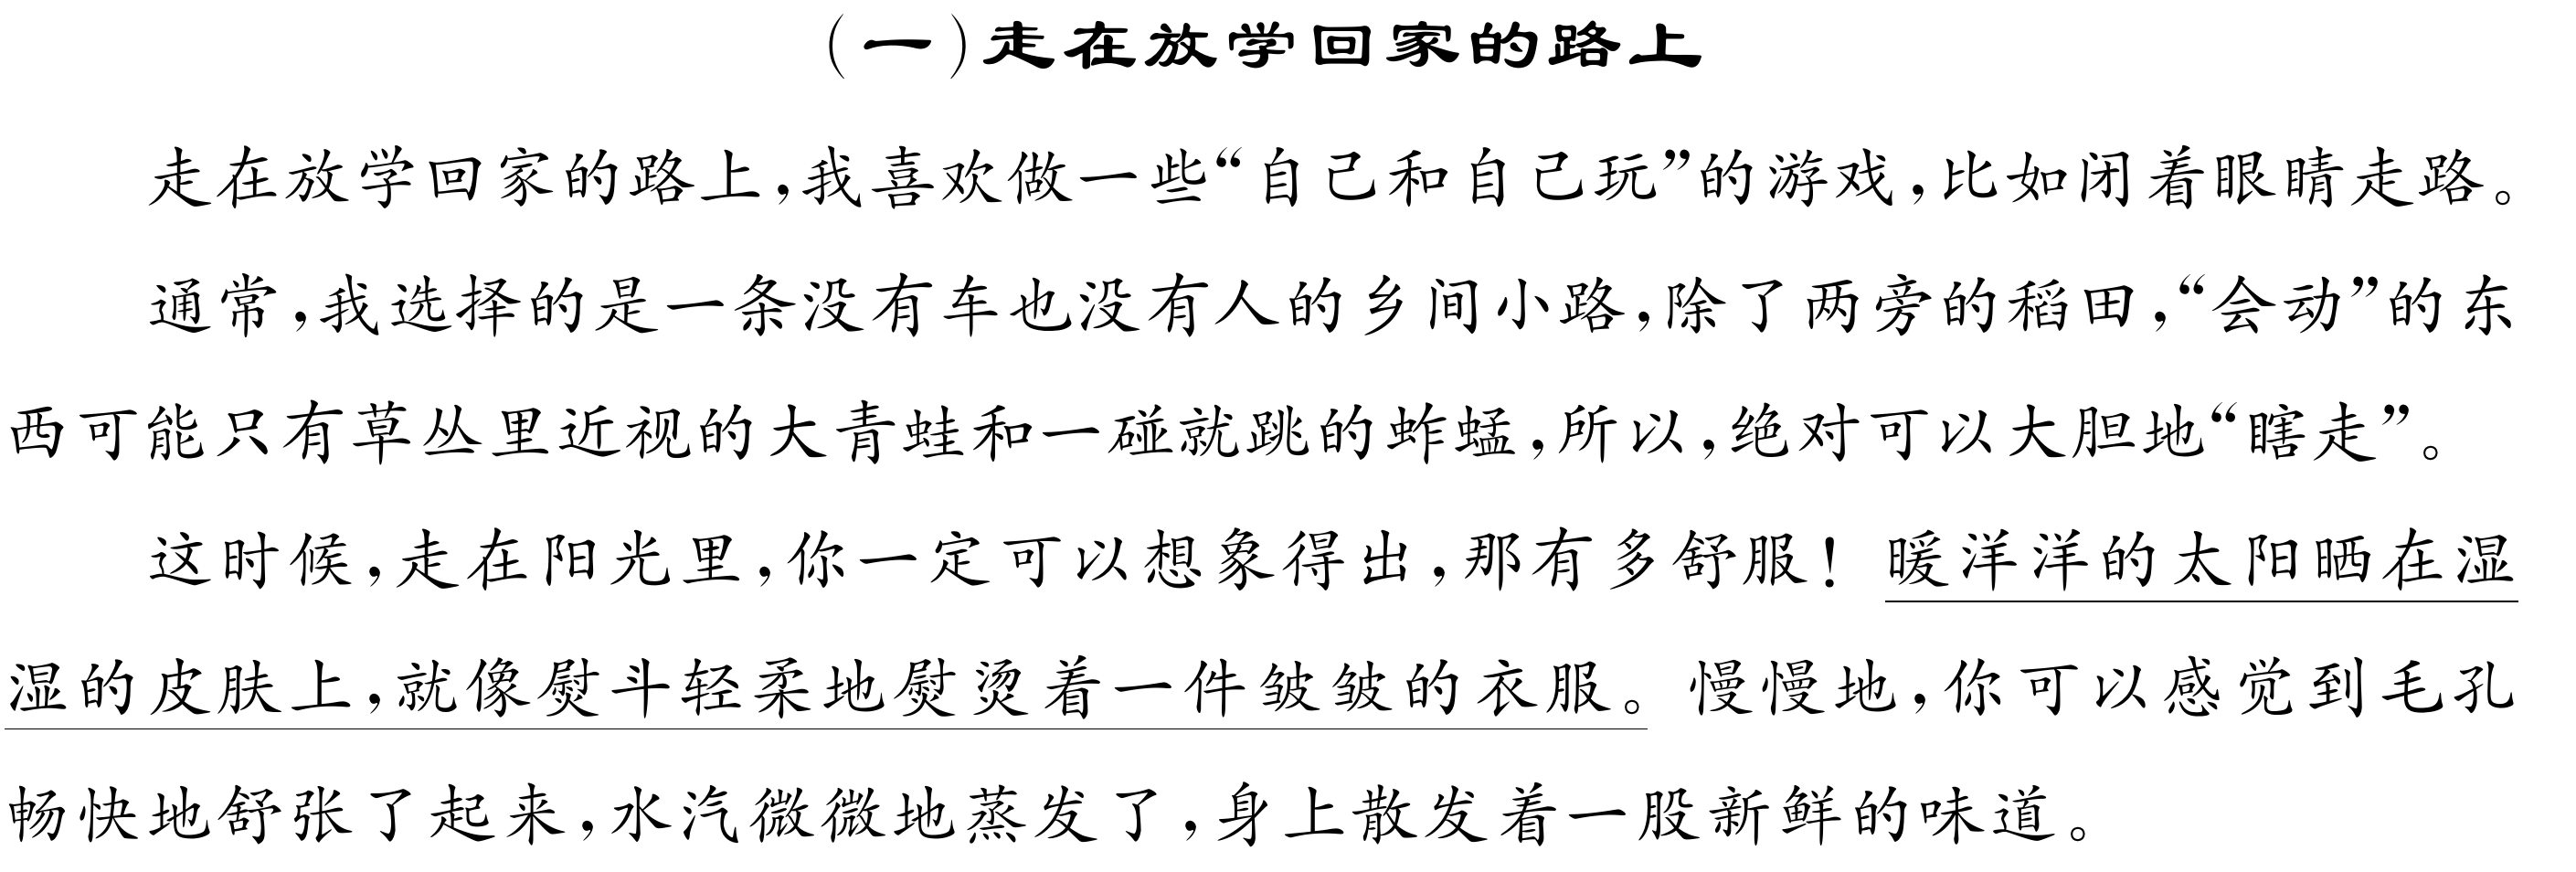 (一)走在放学回家的路上
走在放学回家的路上,我喜欢做一些“自己和自己玩”的游戏,比如闭着眼睛走路。
通常,我选择的是一条没有车也没有人的乡间小路,除了两旁的稻田,“会动”的东
西可能只有草丛里近视的大青蛙和一碰就跳的蚱蜢,所以,绝对可以大胆地“瞎走”。
这时候,走在阳光里,你一定可以想象得出,那有多舒服! 暖洋洋的太阳晒在湿
湿的皮肤上,就像熨斗轻柔地熨烫着一件皱皱的衣服。慢慢地,你可以感觉到毛孔
畅快地舒张了起来,水汽微微地蒸发了,身上散发着一股新鲜的味道。